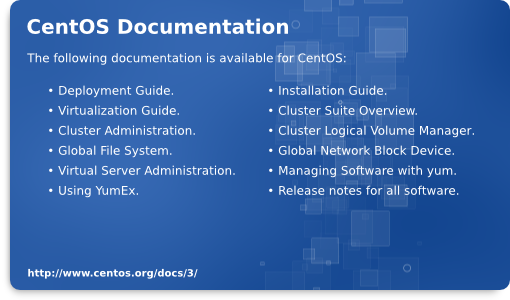 CentOS Documentation
The following documentation is available for CentOS:
• Deployment Guide.
• Virtualization Guide.
• Cluster Administration.
• Global File System.
• Virtual Server Administration.
• Using YumEx.
• Installation Guide.
• Cluster Suite Overview.
• Cluster Logical Volume Manager.
• Global Network Block Device.
• Managing Software with yum.
• Release notes for all software.
http://www.centos.org/docs/3/